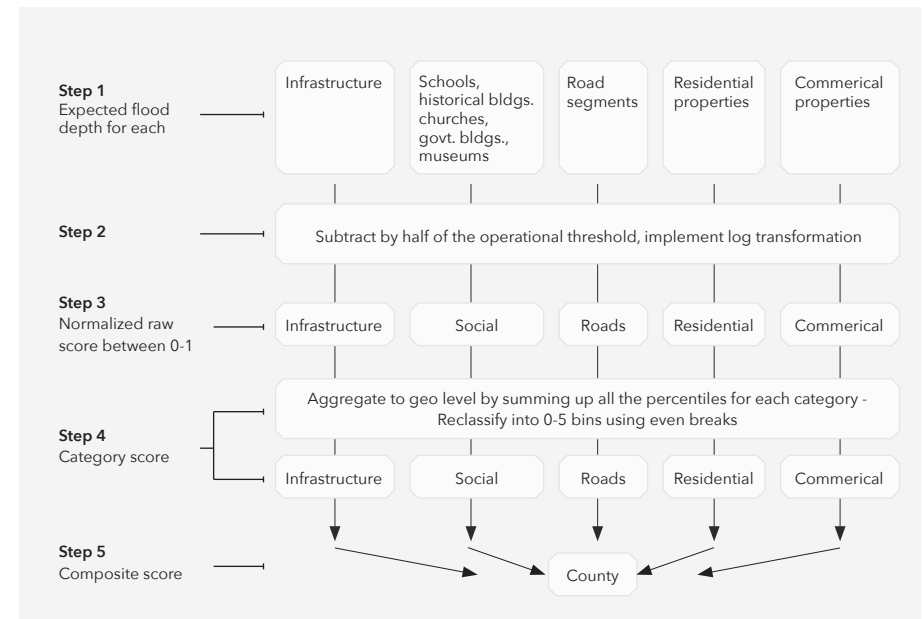 Step 1
Expected flood
depth for each
Infrastructure
Schools,
historical bldgs.
churches,
govt. bldgs.,
museums
Road
segments
Residential
properties
Commerical
properties
Step 2
Subtract by half of the operational threshold, implement log transformation
Step 3
Normalized raw
score between 0-1
Infrastructure
Social
Roads
Residential
Commerical
Aggregate to geo level by summing up all the percentiles for each category -
Reclassify into 0-5 bins using even breaks
Step 4
Category score
Infrastructure
Social
Roads
Residential
Commerical
Step 5
Composite score
County